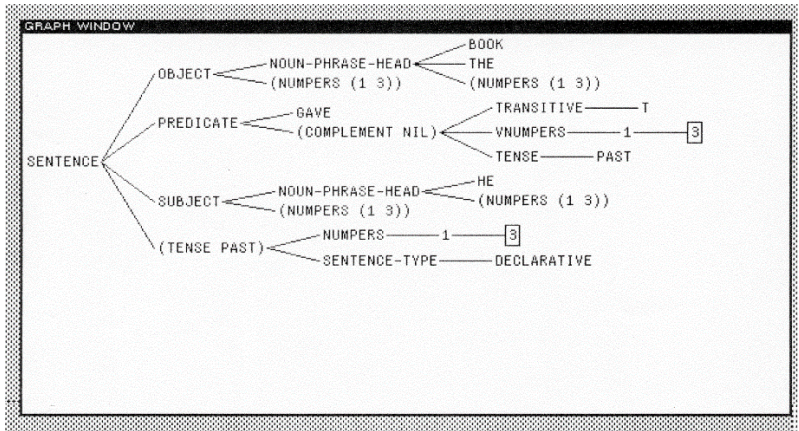 GRAPH WINDOW
BOOK
OBJECT NOUN-PHRASE-HEAD THE
(NUMPERS (1 3)) (NUMPERS (1 3))
TRANSITIVE T
PREDICATE GAVE
(COMPLEMENT NIL) VNUMPERS 1 3
SENTENCE TENSE PAST
HE
SUBJECT NOUN-PHRASE-HEAD
(NUMPERS (1 3)) (NUMPERS (1 3))
(TENSE PAST) NUMPERS 1 3
SENTENCE-TYPE DECLARATIVE